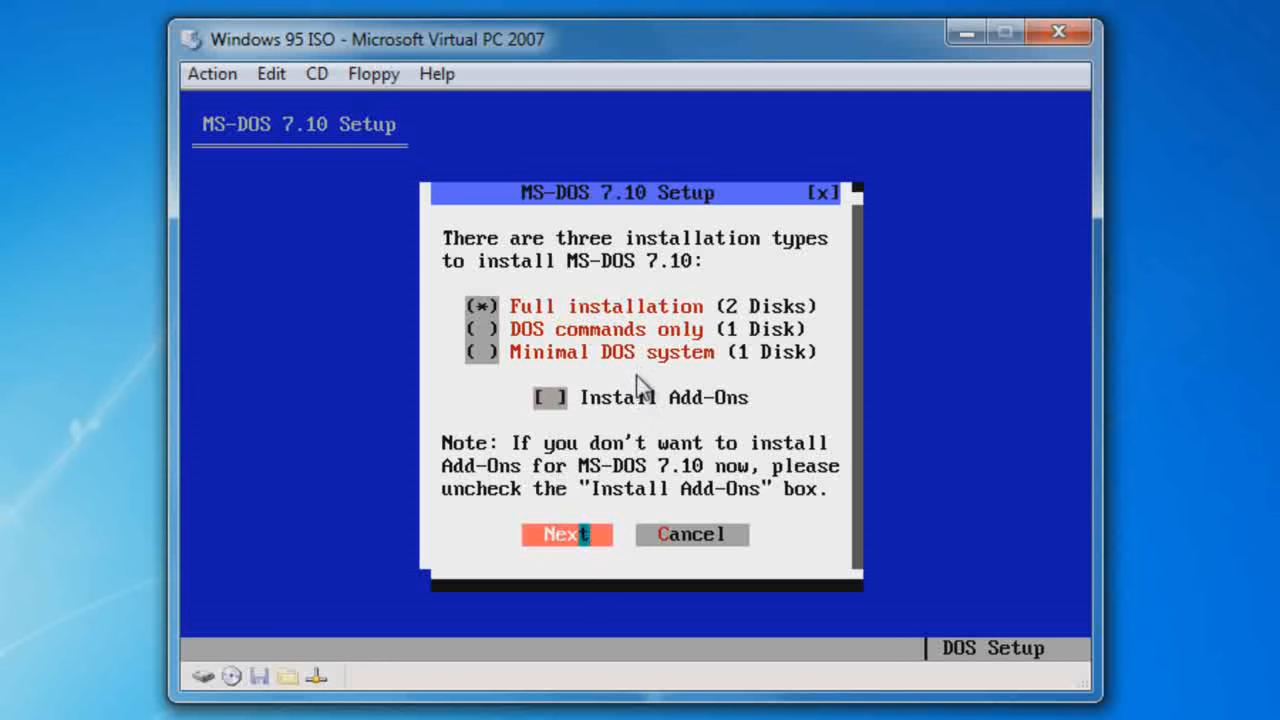 Windows 95 ISO - Microsoft Virtual PC 2007
Action Edit CD Floppy Help
MS-DOS 7.10 Setup
MS-DOS 7.10 Setup [x]
There are three installation types
to install MS-DOS 7.10:
(*) Full installation (2 Disks)
( ) DOS commands only (1 Disk)
( ) Minimal DOS system (1 Disk)
[ ] Install Add-Ons
Note: If you don't want to install
Add-Ons for MS-DOS 7.10 now, please
uncheck the "Install Add-Ons" box.
Next Cancel
DOS Setup